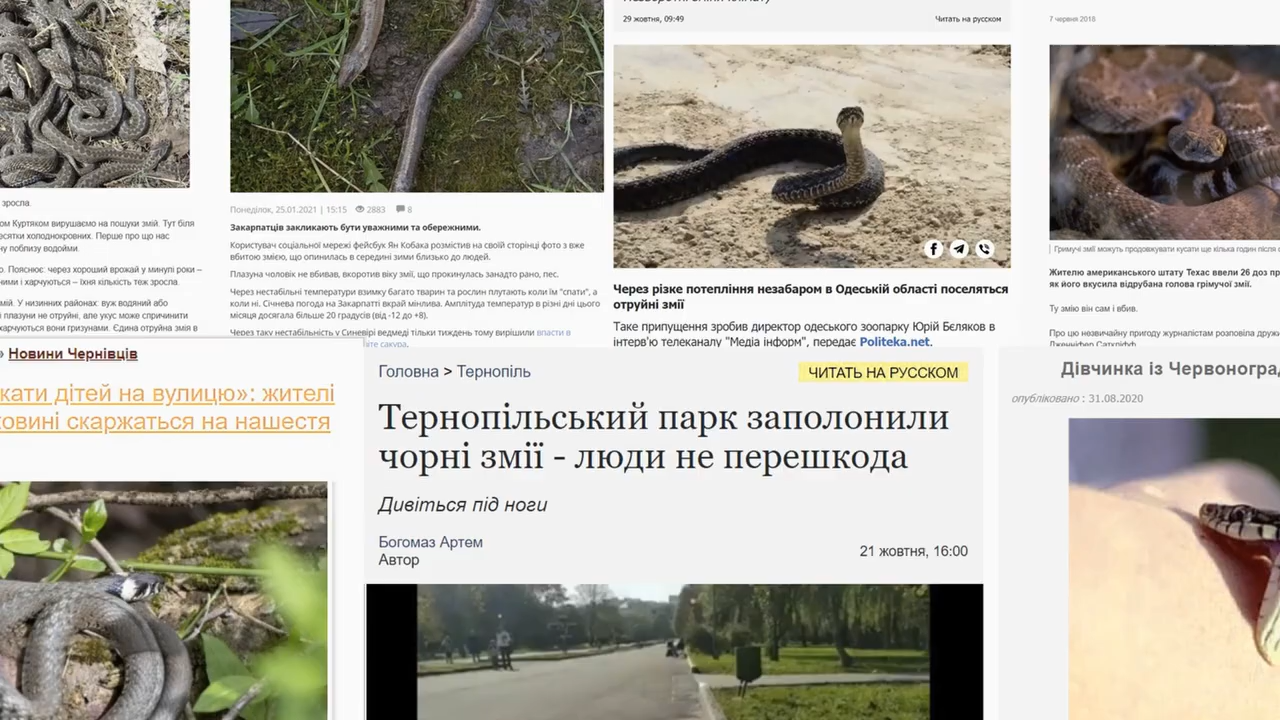 29 жовтня, 09:49
Читать на русском
7 червня 2018
зросла.
ом Куртяком вирушаємо на пошуки змій. Тут біля
есятки холоднокровних. Перше про що нас
ну поблизу водойми.
о. Пояснює: через хороший врожай у минулі роки –
ними і харчуються – їхня кількість теж зросла.
й. У низинних районах: вуж водяний або
і плазуни не отруйні, але укус може спричинити
харчуються вони гризунами. Єдина отруйна змія в
Понеділок, 25.01.2021 | 15:15 2883 8
Закарпатців закликають бути уважними та обережними.
Користувач соціальної мережі фейсбук Ян Кобака розмістив на своїй сторінці фото з вже
вбитою змією, що опинилась в середині зими близько до людей.
Плазуна чоловік не вбивав, вкоротив віку змії, що прокинулась занадто рано, пес.
Через нестабільні температури взимку багато тварин та рослин плутають коли їм "спати", а
коли ні. Січнева погода на Закарпатті вкрай мінлива. Амплітуда температур в різні дні цього
місяця досягала більше 20 градусів (від -12 до +8).
Через таку нестабільність у Синевірі ведмеді тільки тиждень тому вирішили впасти в
сакура.
Через різке потепління незабаром в Одеській області поселяться
отруйні змії
Таке припущення зробив директор одеського зоопарку Юрій Бєляков в
інтерв'ю телеканалу "Медіа інформ", передає Politeka.net.
Гримучі змії можуть продовжувати кусати ще кілька годин після с
Жителю американського штату Техас ввели 26 доз пр
як його вкусила відрубана голова гримучої змії.
Ту змію він сам і вбив.
Про цю незвичайну пригоду журналістам розповіла друж
Дженніфер Саткліфф.
» Новини Чернівців
кати дітей на вулицю»: жителі
ковині скаржаться на нашестя
Головна > Тернопіль
ЧИТАТЬ НА РУССКОМ
Тернопільський парк заполонили
чорні змії - люди не перешкода
Дивіться під ноги
Богомаз Артем
Автор
21 жовтня, 16:00
Дівчинка із Червоногра
опубліковано : 31.08.2020